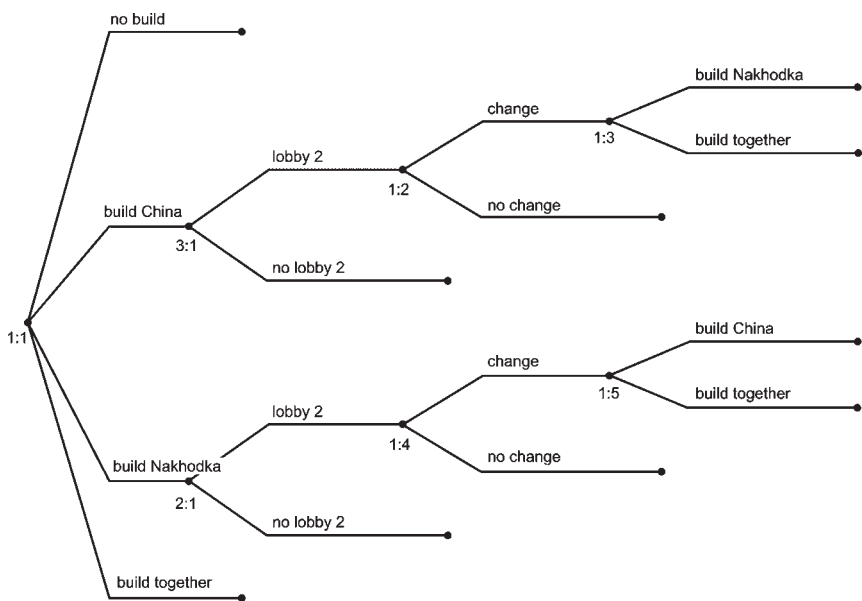 no build
build Nakhodka
change
1:3
build together
lobby 2
1:2
no change
build China
3:1
no lobby 2
1:1
build China
change
1:5
build together
lobby 2
1:4
no change
build Nakhodka
2:1
no lobby 2
build together